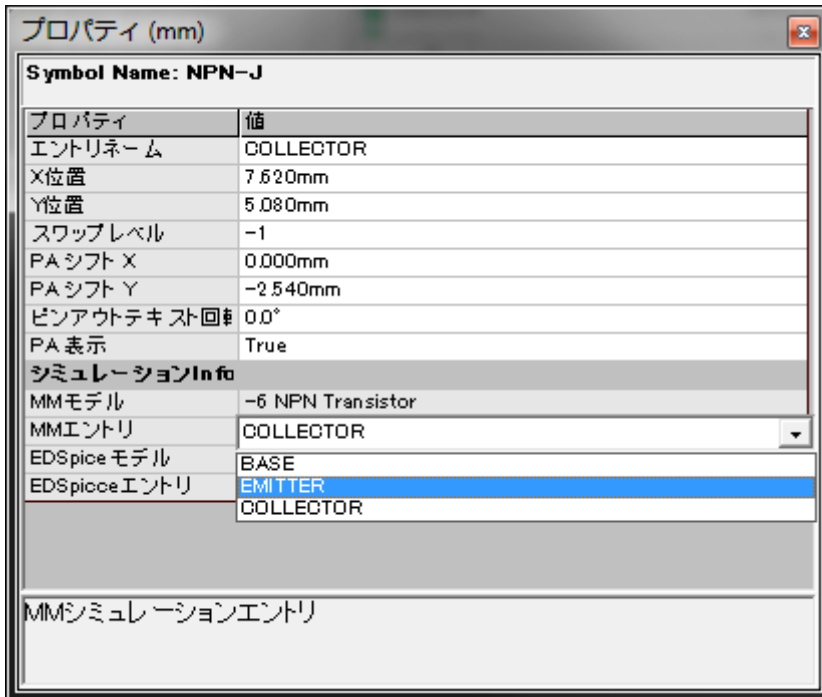 プロパティ (mm)
Symbol Name: NPN-J
プロパティ 値
エントリネーム COLLECTOR
X位置 7.620mm
Y位置 5.080mm
スワップレベル -1
PAシフト X 0.000mm
PAシフト Y -2.540mm
ピンアウトテキスト回転 0.0°
PA表示 True
シミュレーションInfo
MMモデル -6 NPN Transistor
MMエントリ COLLECTOR
EDSpiceモデル BASE
EDSpicceエントリ EMITTER
COLLECTOR
MMシミュレーションエントリ